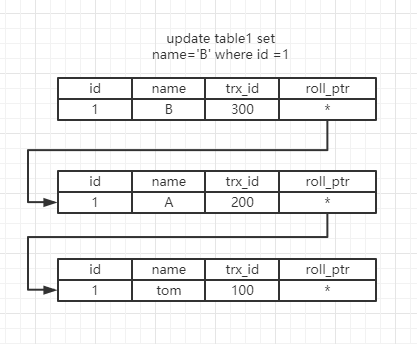 update table1 set
name='B' where id =1
id name trx_id roll_ptr
1 B 300 *
id name trx_id roll_ptr
1 A 200 *
id name trx_id roll_ptr
1 tom 100 *